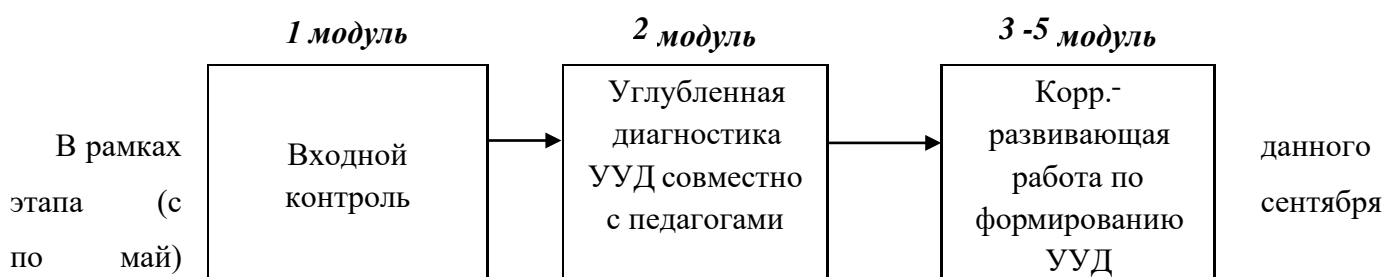 1 модуль
2 модуль
3 -5 модуль
Входной
контроль
Углубленная
диагностика
УУД совместно
с педагогами
Корр.-
развивающая
работа по
формированию
УУД
В рамках данного
этапа (с сентября
по май)